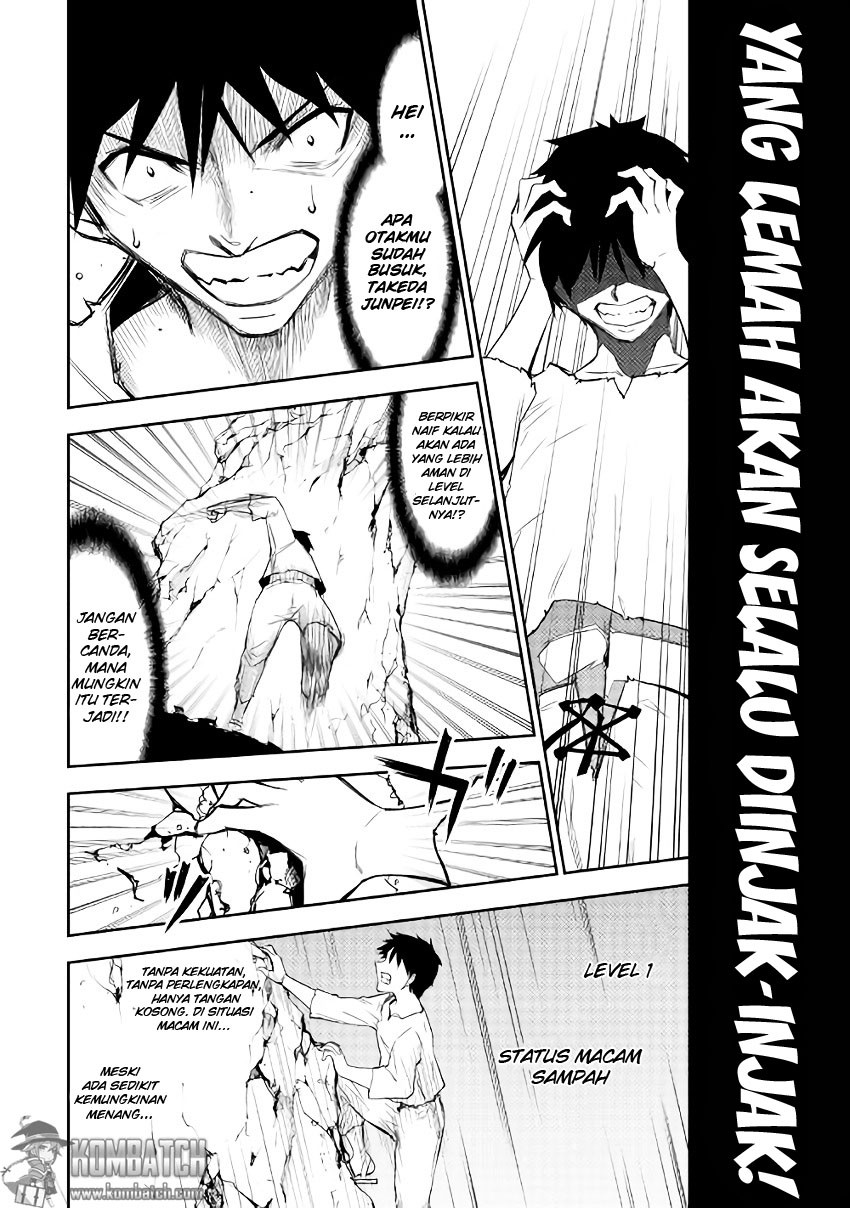 YANG LEMAH AKAN SELALU DIINJAK-INJAK!
HEI
...
APA
OTAKMU
SUDAH
BUSUK,
TAKEDA
JUNPEI!?
BERPIKIR
NAIF KALAU
AKAN ADA
YANG LEBIH
AMAN DI
LEVEL
SELANJUT-
NYA!?
JANGAN
BER-
CANDA,
MANA
MUNGKIN
ITU TER-
JADI!!
LEVEL 1
STATUS MACAM
SAMPAH
TANPA KEKUATAN,
TANPA PERLENGKAPAN,
HANYA TANGAN
KOSONG. DI SITUASI
MACAM INI...
MESKI
ADA SEDIKIT
KEMUNGKINAN
MENANG...
KOMBATCH
www.kombatch.com